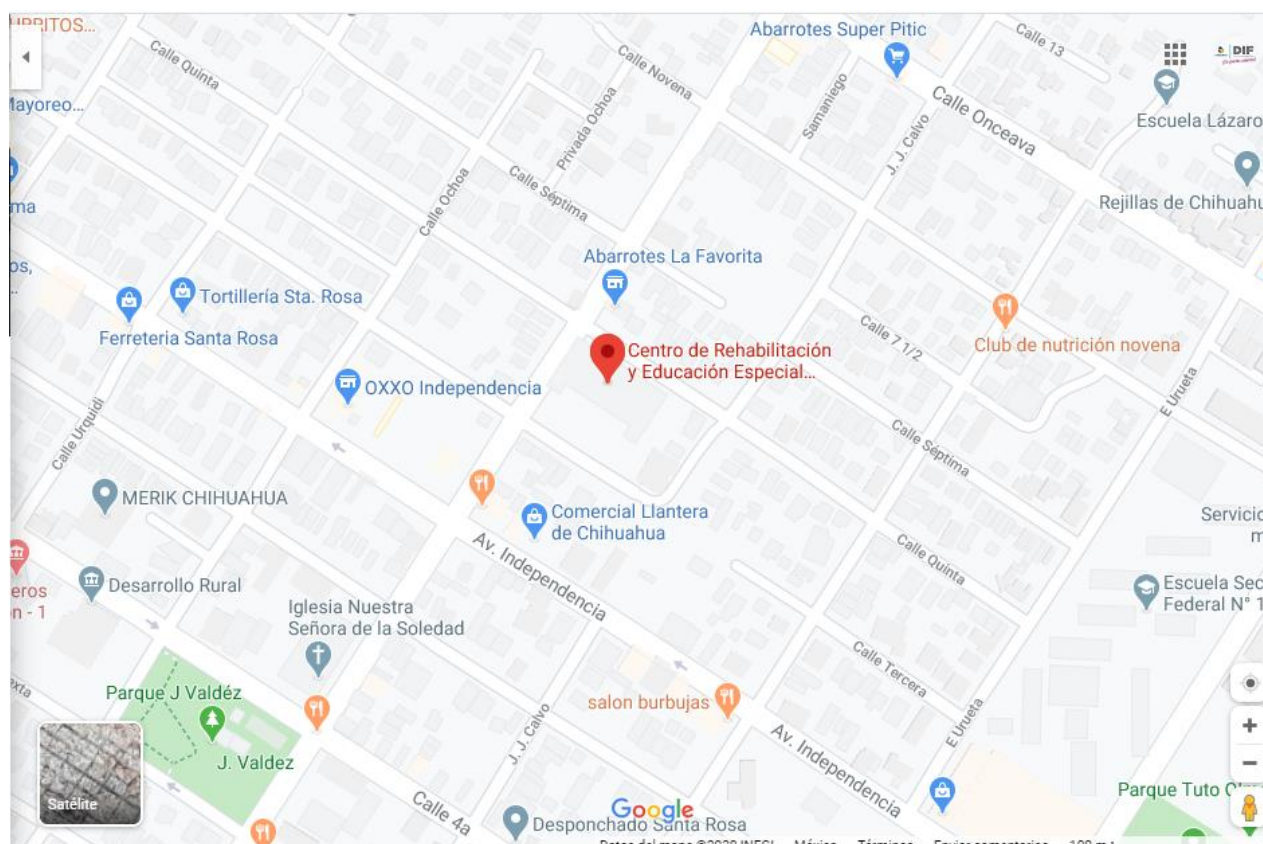 Abarrotes Super Pitic
Calle 13
DIF
Calle Quinta
Calle Novena
Mayoreo...
Privada Ochoa
Samaniego
J. J. Calvo
Calle Onceava
Escuela Lázaro
Rejillas de Chihuahu
Calle Ochoa
Calle Séptima
Abarrotes La Favorita
Tortillería Sta. Rosa
Ferreteria Santa Rosa
Centro de Rehabilitación
y Educación Especial...
Calle 7 1/2
Club de nutrición novena
OXXO Independencia
E Urueta
Calle Urquidi
Calle Séptima
MERIK CHIHUAHUA
Comercial Llantera
de Chihuahua
Servicio
Av. Independencia
Calle Quinta
Desarrollo Rural
Escuela Sec
Federal N° 1
eros
n - 1
Iglesia Nuestra
Señora de la Soledad
Calle Tercera
Parque J Valdéz
salon burbujas
E Urueta
J. J. Calvo
J. Valdez
Av. Independencia
Satélite
Calle 4a
Google
Desponchado Santa Rosa
Parque Tuto